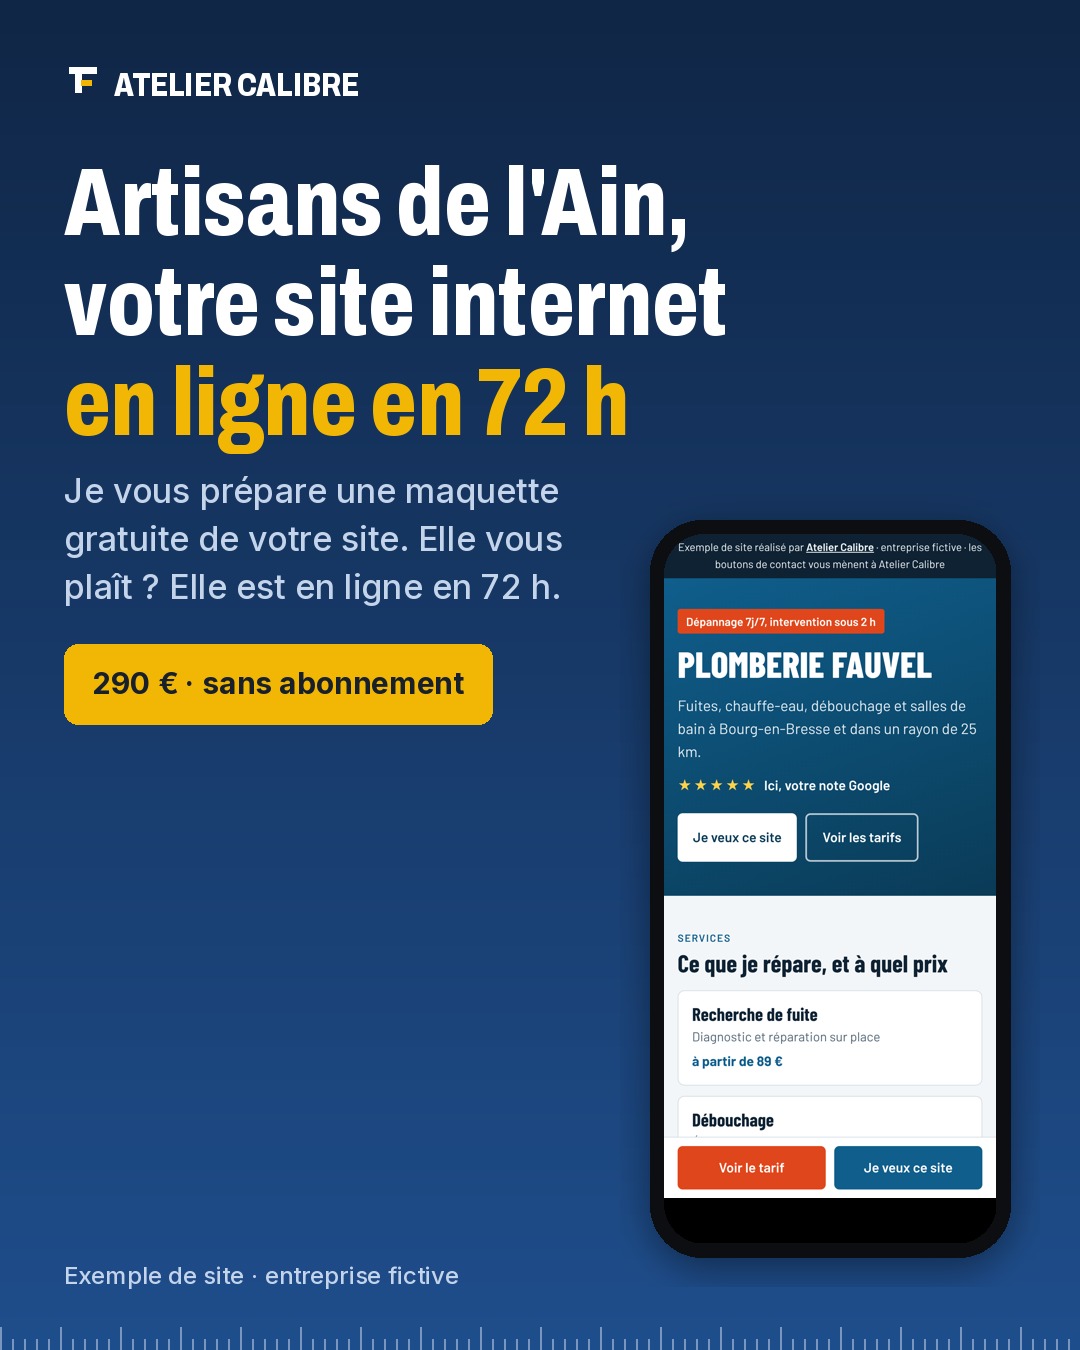 ATELIER CALIBRE
Artisans de l'Ain,
votre site internet
en ligne en 72 h
Je vous prépare une maquette
gratuite de votre site. Elle vous
plaît ? Elle est en ligne en 72 h.
290 € · sans abonnement
Exemple de site réalisé par Atelier Calibre · entreprise fictive · les
boutons de contact vous mènent à Atelier Calibre
Dépannage 7j/7, intervention sous 2 h
PLOMBERIE FAUVEL
Fuites, chauffe-eau, débouchage et salles de
bain à Bourg-en-Bresse et dans un rayon de 25
km.
★★★★★ Ici, votre note Google
Je veux ce site
Voir les tarifs
SERVICES
Ce que je répare, et à quel prix
Recherche de fuite
Diagnostic et réparation sur place
à partir de 89 €
Débouchage
Voir le tarif
Je veux ce site
Exemple de site · entreprise fictive